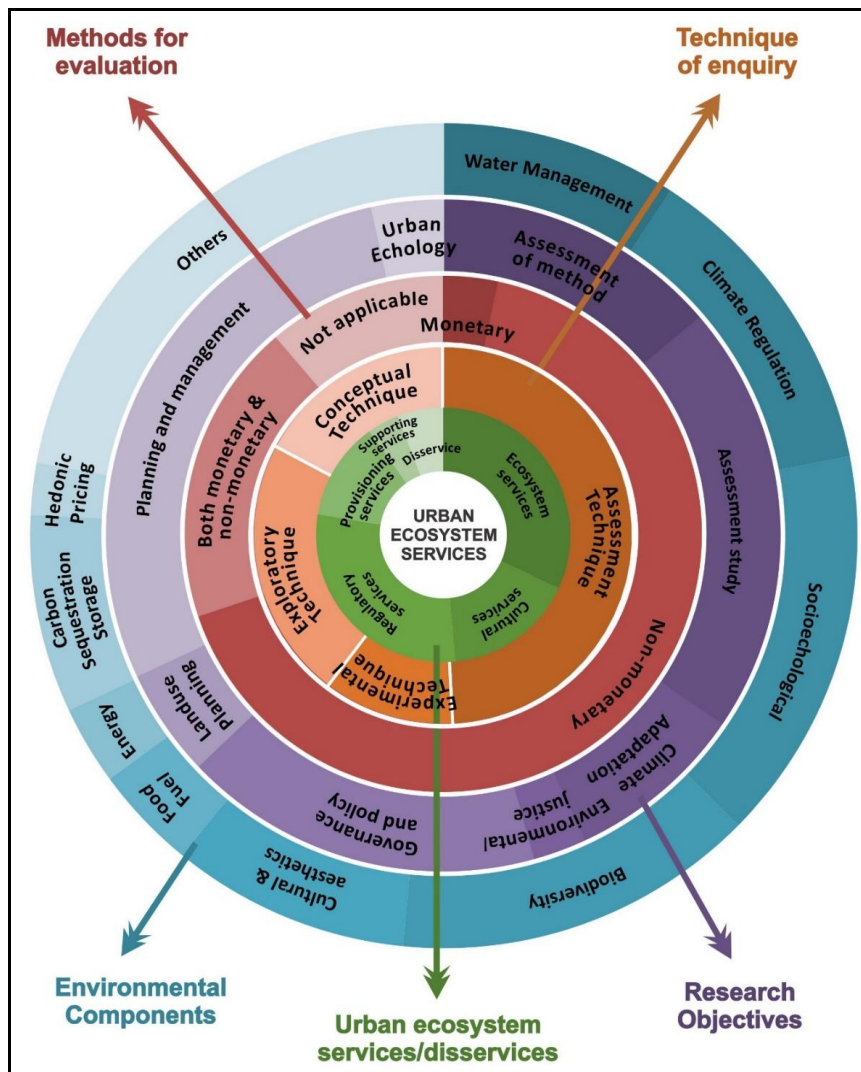 Methods for
evaluation
Technique
of enquiry
Water Management
Climate Regulation
Socioechological
Biodiversity
Cultural &
aesthetics
Food
Fuel
Energy
Carbon
Sequestration
Storage
Hedonic
Pricing
Others
Urban
Echology
Assessment
of method
Assessment study
Climate
Adaptation
Environmental
justice
Governance
and policy
Landuse
planning
Planning and management
Not applicable
Monetary
Non-monetary
Both monetary &
non-monetary
Conceptual
Technique
Assessment
Technique
Experimental
Technique
Exploratory
Technique
Supporting
services
Disservice
Ecosystem
services
Cultural
services
Regulatory
services
Provisioning
services
URBAN
ECOSYSTEM
SERVICES
Environmental
Components
Urban ecosystem
services/disservices
Research
Objectives